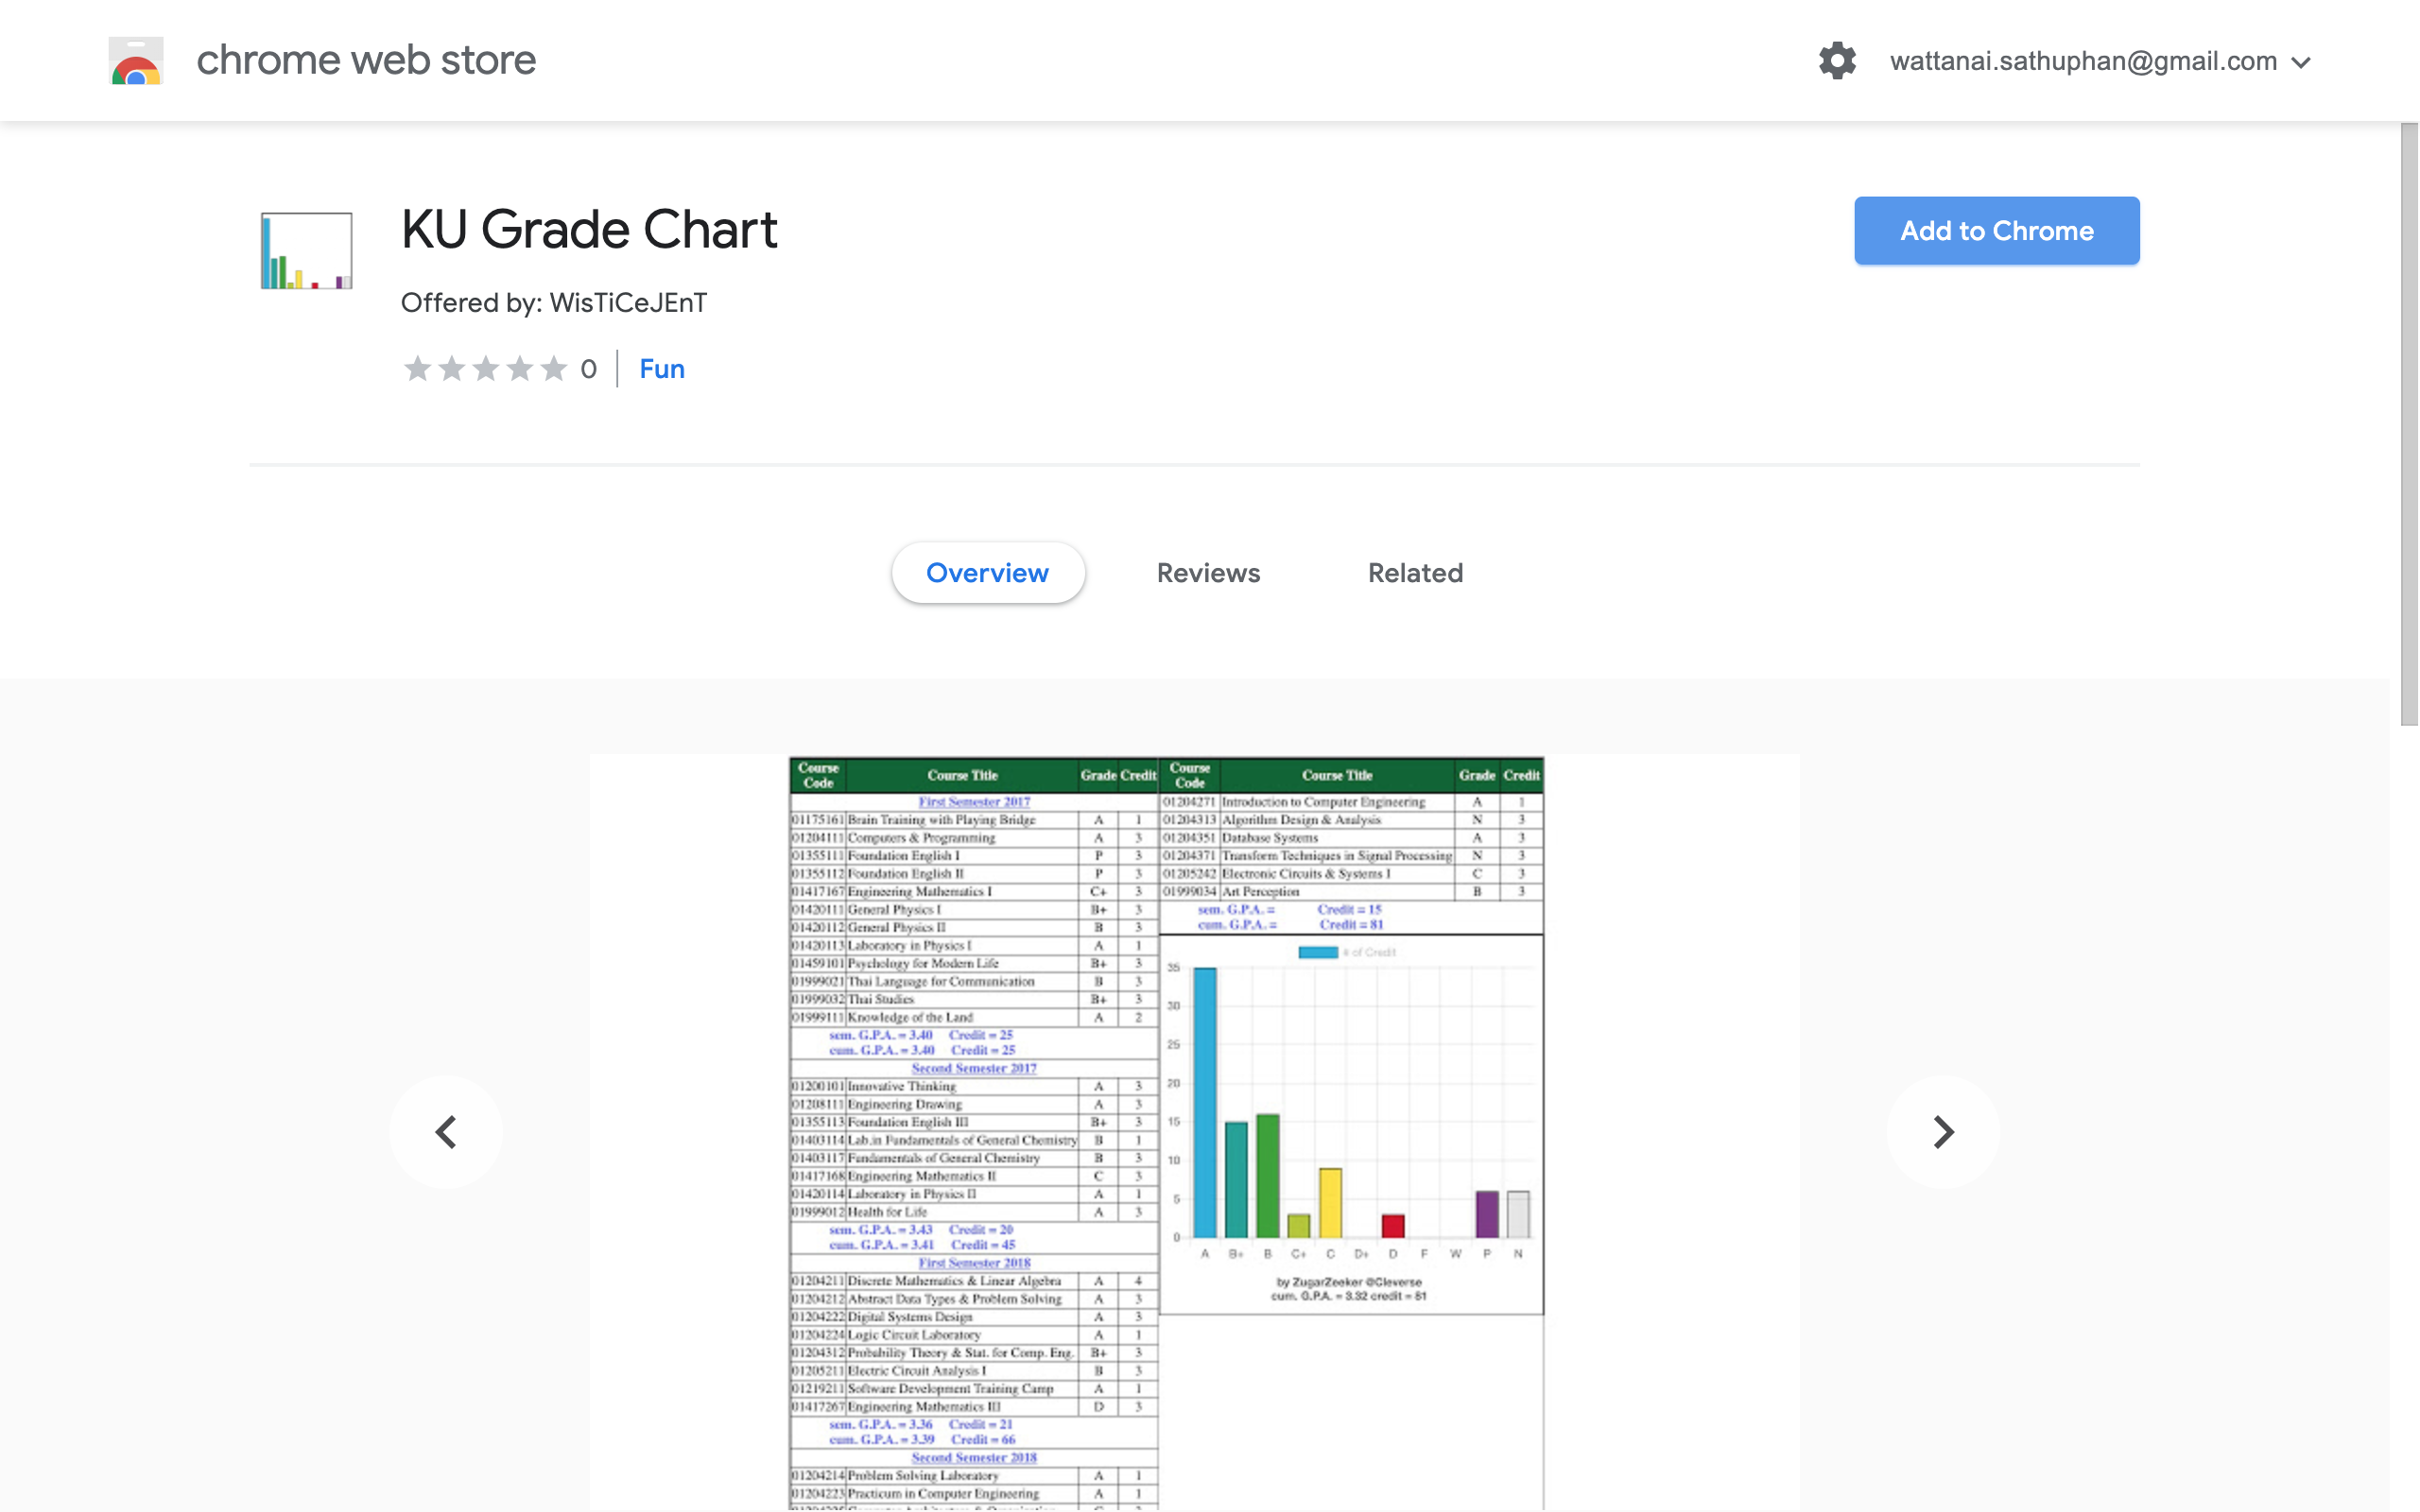 chrome web store
wattanai.sathuphan@gmail.com
KU Grade Chart
Add to Chrome
Offered by: WisTiCeJEnT
0 Fun
Overview Reviews Related
Course Code Course Title Grade Credit
First Semester 2017
01175161 Brain Training with Playing Bridge A 1
01204111 Computers & Programming A 3
01355111 Foundation English I P 3
01355112 Foundation English II P 3
01417167 Engineering Mathematics I C+ 3
01420111 General Physics I B+ 3
01420112 General Physics II B 3
01420113 Laboratory in Physics I A 1
01459101 Psychology for Modern Life B+ 3
01999021 Thai Language for Communication B 3
01999032 Thai Studies B+ 3
01999111 Knowledge of the Land A 2
sem. G.P.A. = 3.40 Credit = 25
cum. G.P.A. = 3.40 Credit = 25
Second Semester 2017
01200101 Innovative Thinking A 3
01208111 Engineering Drawing A 3
01355113 Foundation English III B+ 3
01403114 Lab.in Fundamentals of General Chemistry B 1
01403117 Fundamentals of General Chemistry B 3
01417168 Engineering Mathematics II C 3
01420114 Laboratory in Physics II A 1
01999012 Health for Life A 3
sem. G.P.A. = 3.43 Credit = 20
cum. G.P.A. = 3.41 Credit = 45
First Semester 2018
01204211 Discrete Mathematics & Linear Algebra A 4
01204212 Abstract Data Types & Problem Solving A 3
01204222 Digital Systems Design A 3
01204224 Logic Circuit Laboratory A 1
01204312 Probability Theory & Stat. for Comp. Eng. B+ 3
01205211 Electric Circuit Analysis I B 3
01219211 Software Development Training Camp A 1
01417267 Engineering Mathematics III D 3
sem. G.P.A. = 3.36 Credit = 21
cum. G.P.A. = 3.39 Credit = 66
Second Semester 2018
01204214 Problem Solving Laboratory A 1
01204223 Practicum in Computer Engineering A 1
Course Code Course Title Grade Credit
01204271 Introduction to Computer Engineering A 1
01204313 Algorithm Design & Analysis N 3
01204351 Database Systems A 3
01204371 Transform Techniques in Signal Processing N 3
01205242 Electronic Circuits & Systems I C 3
01999034 Art Perception B 3
sem. G.P.A. = Credit = 15
cum. G.P.A. = Credit = 81
# of Credit
35
30
25
20
15
10
5
0
A B+ B C+ C D+ D F W P N
by ZugarZeeker @Cleverse
cum. G.P.A. = 3.32 credit = 81